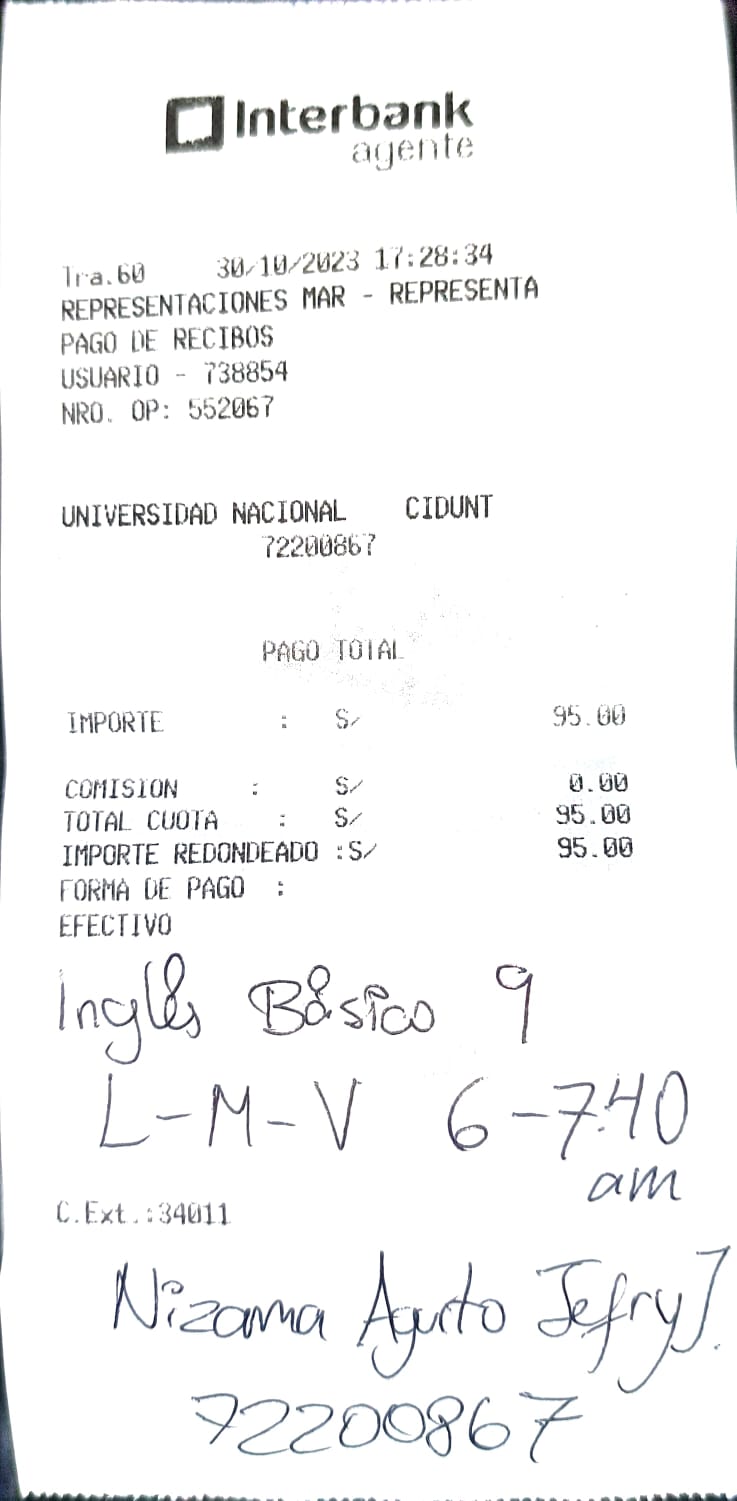 Interbank
agente
Tra.60 30/10/2023 17:28:34
REPRESENTACIONES MAR - REPRESENTA
PAGO DE RECIBOS
USUARIO - 738854
NRO. OP: 552067
UNIVERSIDAD NACIONAL CIDUNT
72200867
PAGO TOTAL
IMPORTE : S/ 95.00
COMISION : S/ 0.00
TOTAL CUOTA : S/ 95.00
IMPORTE REDONDEADO :S/ 95.00
FORMA DE PAGO :
EFECTIVO
Inglés Básico 9
L-M-V 6-7:40
am
C.Ext.:34011
Nizama Agurto Jefry J.
72200867